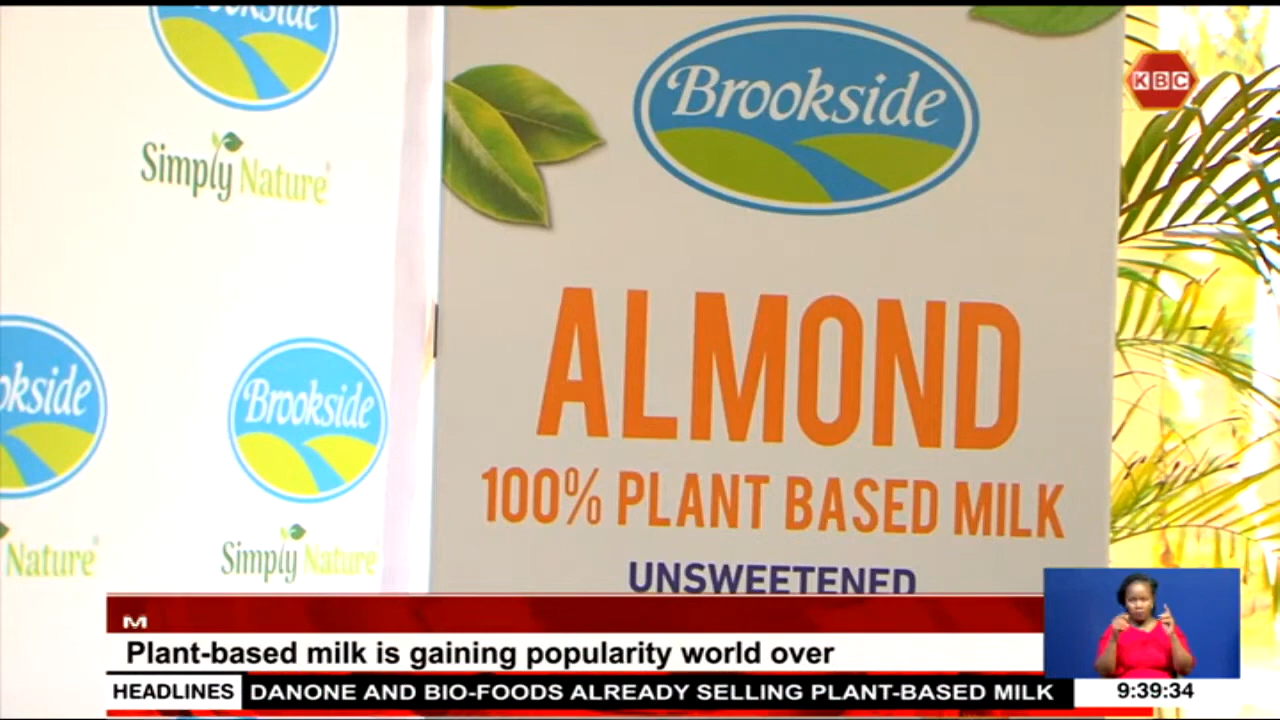 Brookside
Simply Nature
Brookside
Simply Nature
Nature
Brookside
ALMOND
100% PLANT BASED MILK
UNSWEETENED
KBC
M
Plant-based milk is gaining popularity world over
HEADLINES DANONE AND BIO-FOODS ALREADY SELLING PLANT-BASED MILK
9:39:34